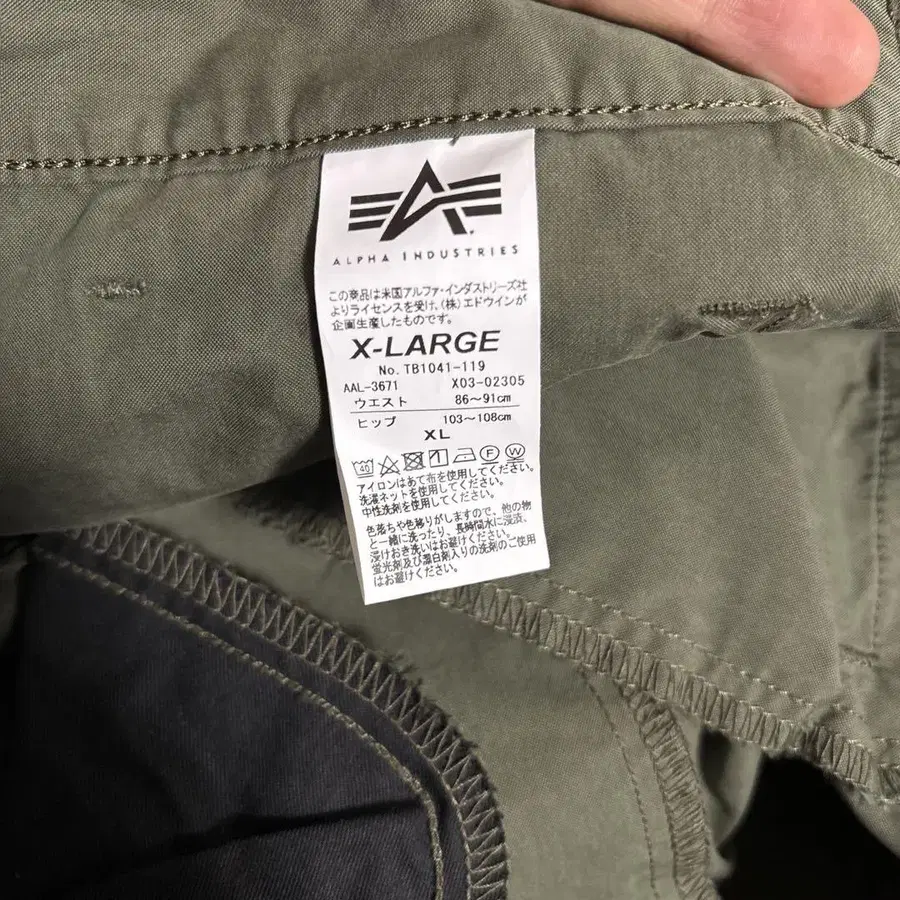 ALPHA INDUSTRIES
この商品は米国アルファ・インダストリーズ社
よりライセンスを受け、(株)エドウインが
企画生産したものです。
X-LARGE
No. TB1041-119
AAL-3671 X03-02305
ウエスト 86〜91cm
ヒップ 103〜108cm
XL
40 F W
アイロンはあて布を使用してください。
洗濯ネットを使用してください。
中性洗剤を使用してください。
色落ちや色移りがしますので、他の物
と一緒に洗ったり、長時間水に浸漬、
浸けおき洗いはお避けください。
蛍光剤及び漂白剤入りの洗剤のご使用
はお避けください。